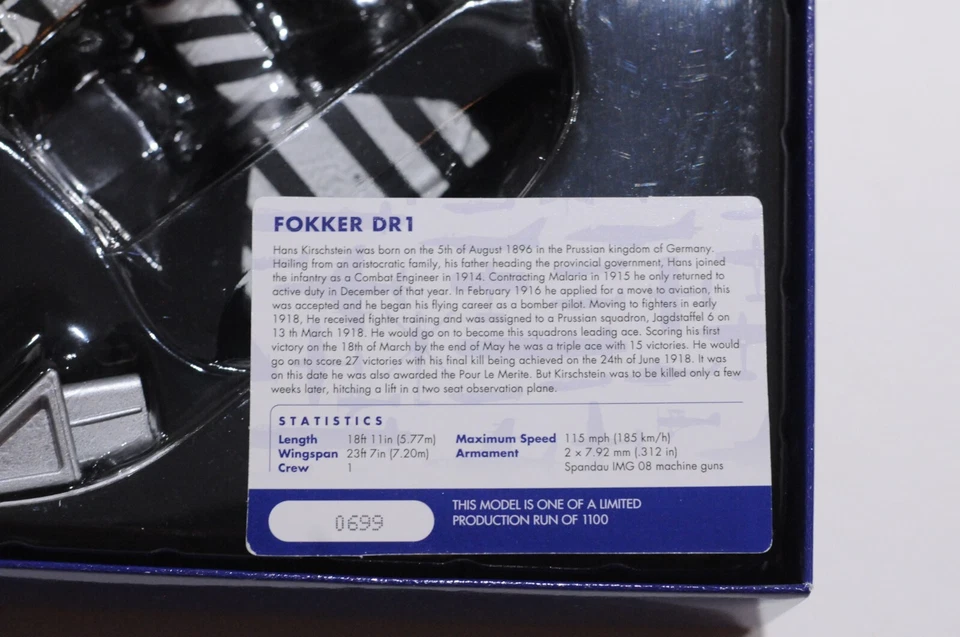 FOKKER DR1
Hans Kirschstein was born on the 5th of August 1896 in the Prussian kingdom of Germany.
Hailing from an aristocratic family, his father heading the provincial government, Hans joined
the infantry as a Combat Engineer in 1914. Contracting Malaria in 1915 he only returned to
active duty in December of that year. In February 1916 he applied for a move to aviation, this
was accepted and he began his flying career as a bomber pilot. Moving to fighters in early
1918, He received fighter training and was assigned to a Prussian squadron, Jagdstaffel 6 on
13 th March 1918. He would go on to become this squadrons leading ace. Scoring his first
victory on the 18th of March by the end of May he was a triple ace with 15 victories. He would
go on to score 27 victories with his final kill being achieved on the 24th of June 1918. It was
on this date he was also awarded the Pour Le Merite. But Kirschstein was to be killed only a few
weeks later, hitching a lift in a two seat observation plane.
STATISTICS
Length 18ft 11in (5.77m) Maximum Speed 115 mph (185 km/h)
Wingspan 23ft 7in (7.20m) Armament 2 x 7.92 mm (.312 in)
Crew 1 Spandau IMG 08 machine guns
0699
THIS MODEL IS ONE OF A LIMITED
PRODUCTION RUN OF 1100